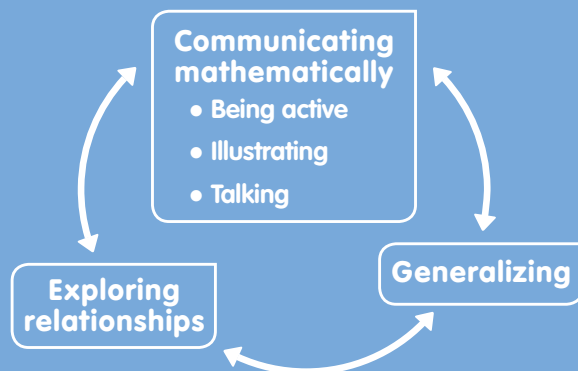 Communicating
mathematically
• Being active
• Illustrating
• Talking
Exploring
relationships
Generalizing